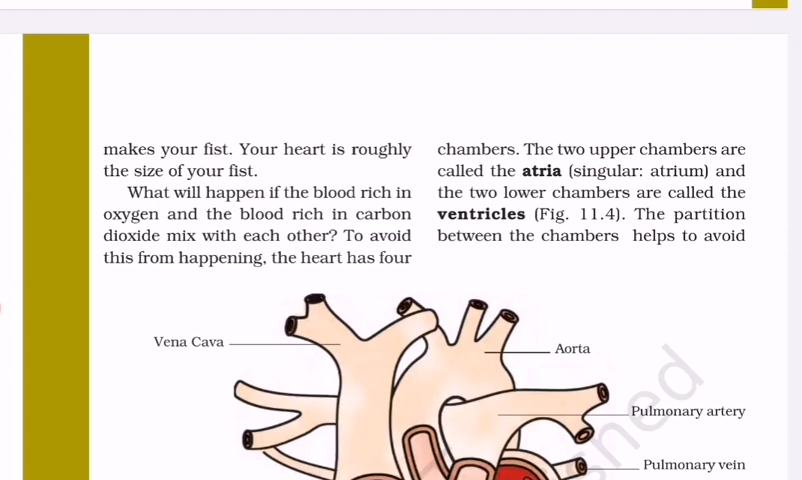 makes your fist. Your heart is roughly
the size of your fist.
What will happen if the blood rich in
oxygen and the blood rich in carbon
dioxide mix with each other? To avoid
this from happening, the heart has four
chambers. The two upper chambers are
called the atria (singular: atrium) and
the two lower chambers are called the
ventricles (Fig. 11.4). The partition
between the chambers helps to avoid
Vena Cava
Aorta
Pulmonary artery
Pulmonary vein
shed